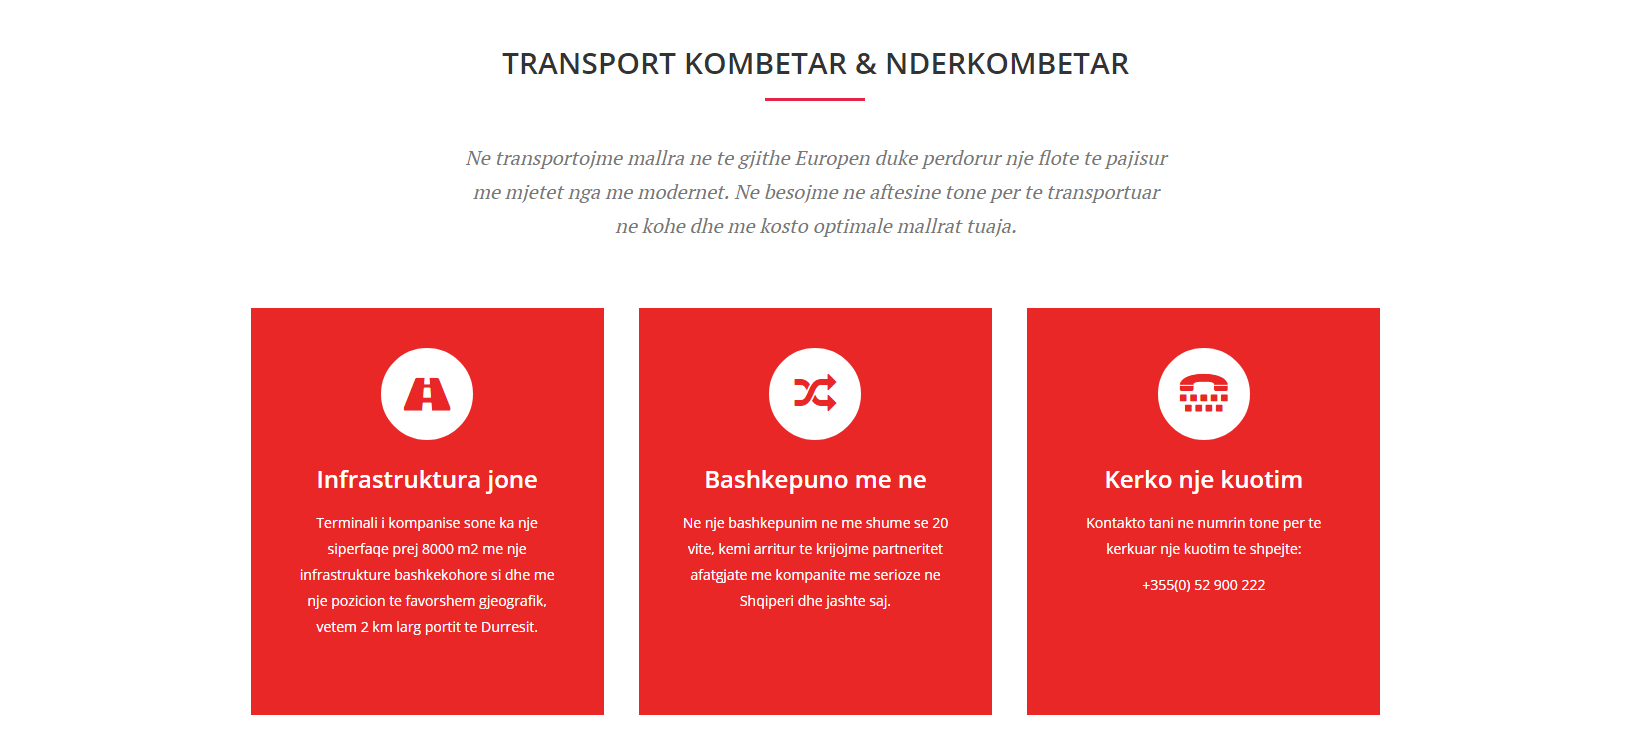 TRANSPORT KOMBETAR & NDERKOMBETAR
Ne transportojme mallra ne te gjithe Europen duke perdorur nje flote te pajisur
me mjetet nga me modernet. Ne besojme ne aftesine tone per te transportuar
ne kohe dhe me kosto optimale mallrat tuaja.
Infrastruktura jone
Terminali i kompanise sone ka nje
siperfaqe prej 8000 m2 me nje
infrastrukture bashkekohore si dhe me
nje pozicion te favorshem gjeografik,
vetem 2 km larg portit te Durresit.
Bashkepuno me ne
Ne nje bashkepunim ne me shume se 20
vite, kemi arritur te krijojme partneritet
afatgjate me kompanite me serioze ne
Shqiperi dhe jashte saj.
Kerko nje kuotim
Kontakto tani ne numrin tone per te
kerkuar nje kuotim te shpejte:
+355(0) 52 900 222